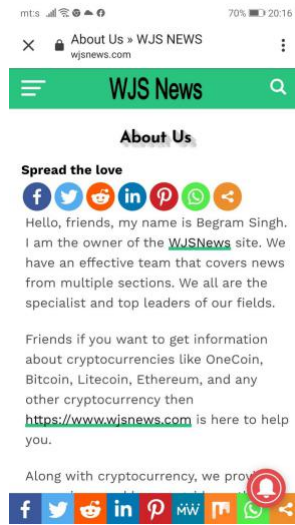 mt:s 70% 20:16
About Us » WJS NEWS
wjsnews.com
WJS News
About Us
Spread the love
Hello, friends, my name is Begram Singh.
I am the owner of the WJSNews site. We
have an effective team that covers news
from multiple sections. We all are the
specialist and top leaders of our fields.
Friends if you want to get information
about cryptocurrencies like OneCoin,
Bitcoin, Litecoin, Ethereum, and any
other cryptocurrency then
https://www.wjsnews.com is here to help
you.
Along with cryptocurrency, we